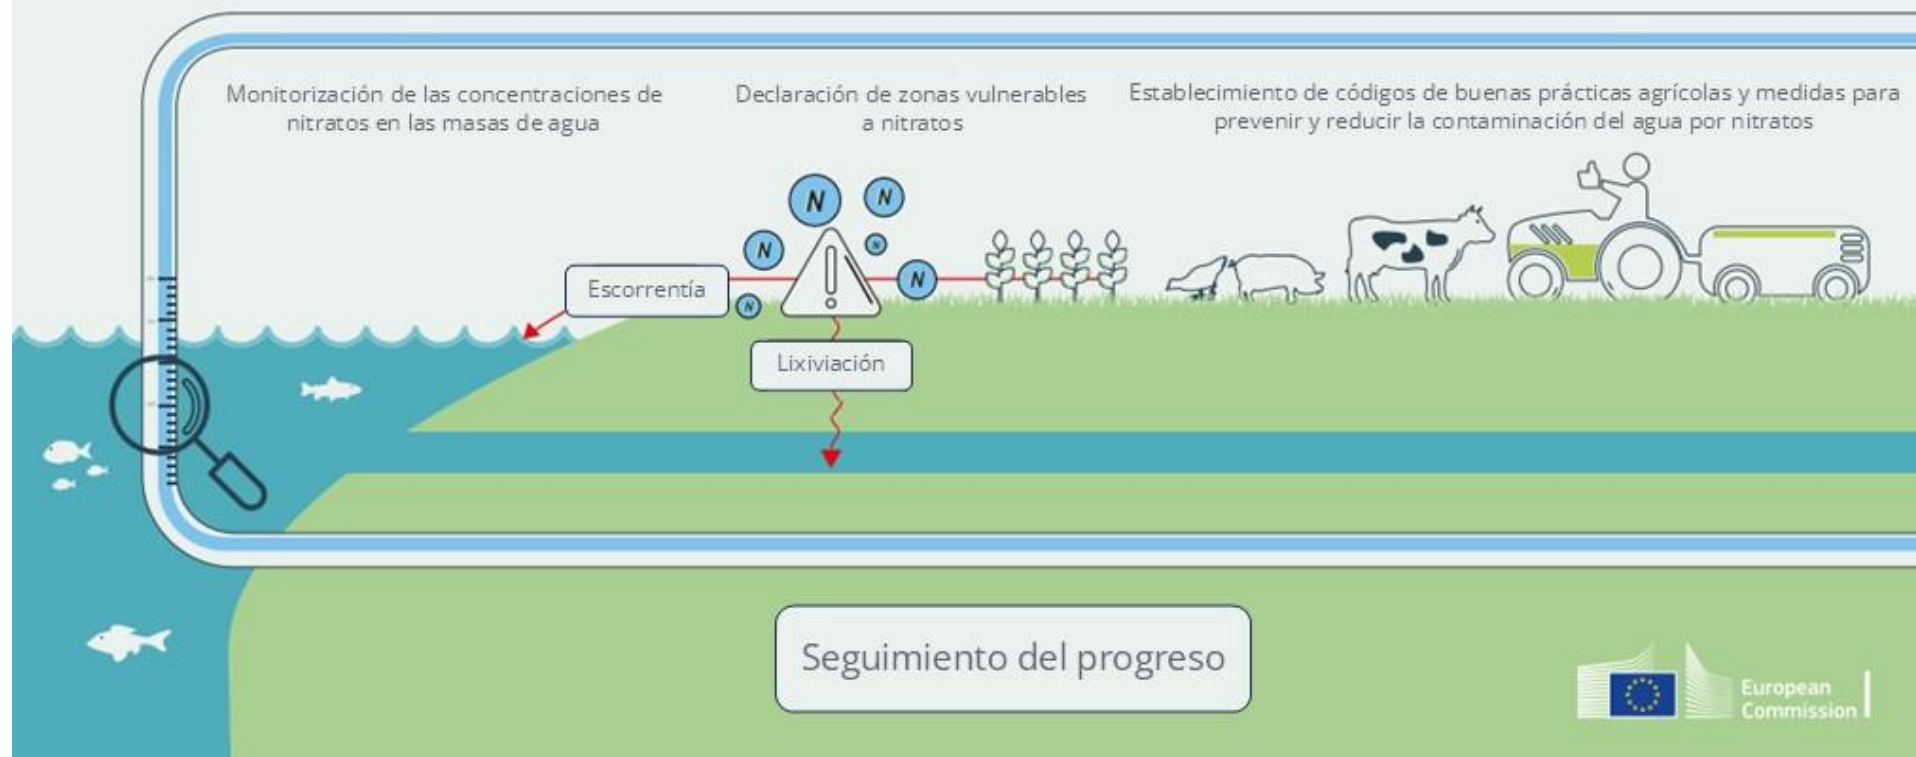 Monitorización de las concentraciones de
nitratos en las masas de agua
Declaración de zonas vulnerables
a nitratos
Establecimiento de códigos de buenas prácticas agrícolas y medidas para
prevenir y reducir la contaminación del agua por nitratos
N
N
N
N
N
N
Escorrentía
Lixiviación
Seguimiento del progreso
European
Commission